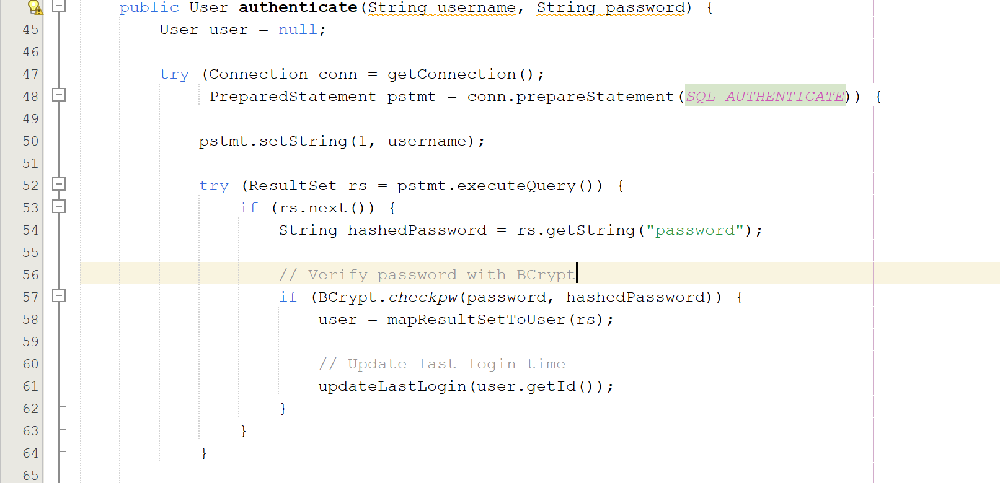 public User authenticate(String username, String password) {
45 User user = null;
46
47 try (Connection conn = getConnection();
48 PreparedStatement pstmt = conn.prepareStatement(SQL_AUTHENTICATE)) {
49
50 pstmt.setString(1, username);
51
52 try (ResultSet rs = pstmt.executeQuery()) {
53 if (rs.next()) {
54 String hashedPassword = rs.getString("password");
55
56 // Verify password with BCrypt
57 if (BCrypt.checkpw(password, hashedPassword)) {
58 user = mapResultSetToUser(rs);
59
60 // Update last login time
61 updateLastLogin(user.getId());
62 }
63 }
64 }
65